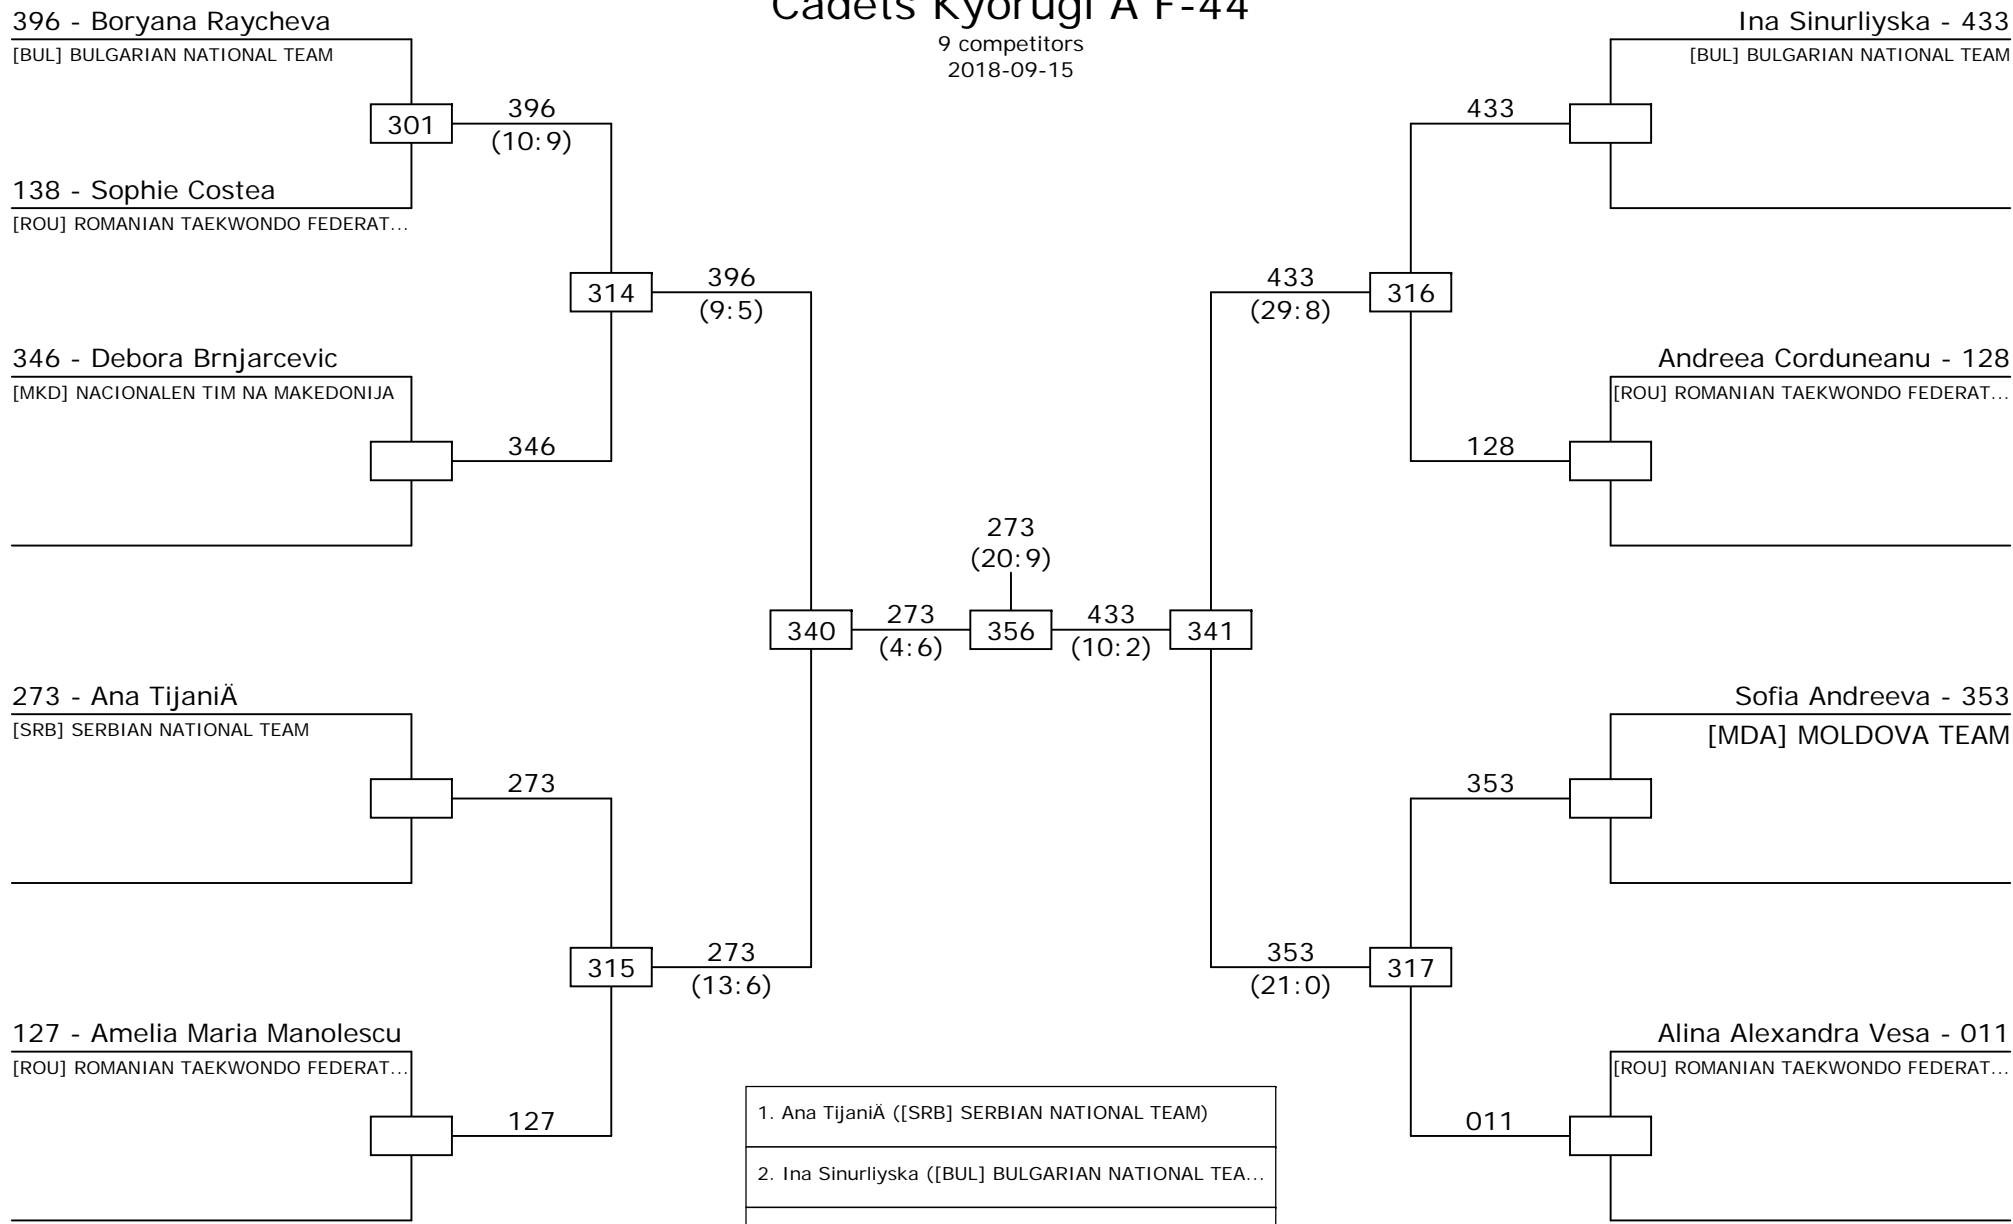 Cadets Kyorugi A F-44
9 competitors
2018-09-15
396 - Boryana Raycheva
[BUL] BULGARIAN NATIONAL TEAM
301
396
(10:9)
138 - Sophie Costea
[ROU] ROMANIAN TAEKWONDO FEDERAT...
314
396
(9:5)
346 - Debora Brnjarcevic
[MKD] NACIONALEN TIM NA MAKEDONIJA
346
273 - Ana TijaniÄ
[SRB] SERBIAN NATIONAL TEAM
273
315
273
(13:6)
127 - Amelia Maria Manolescu
[ROU] ROMANIAN TAEKWONDO FEDERAT...
127
340
273
(4:6)
273
(20:9)
356
433
(10:2)
341
Ina Sinurliyska - 433
[BUL] BULGARIAN NATIONAL TEAM
433
433
(29:8)
316
Andreea Corduneanu - 128
[ROU] ROMANIAN TAEKWONDO FEDERAT...
128
Sofia Andreeva - 353
[MDA] MOLDOVA TEAM
353
353
(21:0)
317
Alina Alexandra Vesa - 011
[ROU] ROMANIAN TAEKWONDO FEDERAT...
011
1. Ana TijaniÄ ([SRB] SERBIAN NATIONAL TEAM)
2. Ina Sinurliyska ([BUL] BULGARIAN NATIONAL TEA...